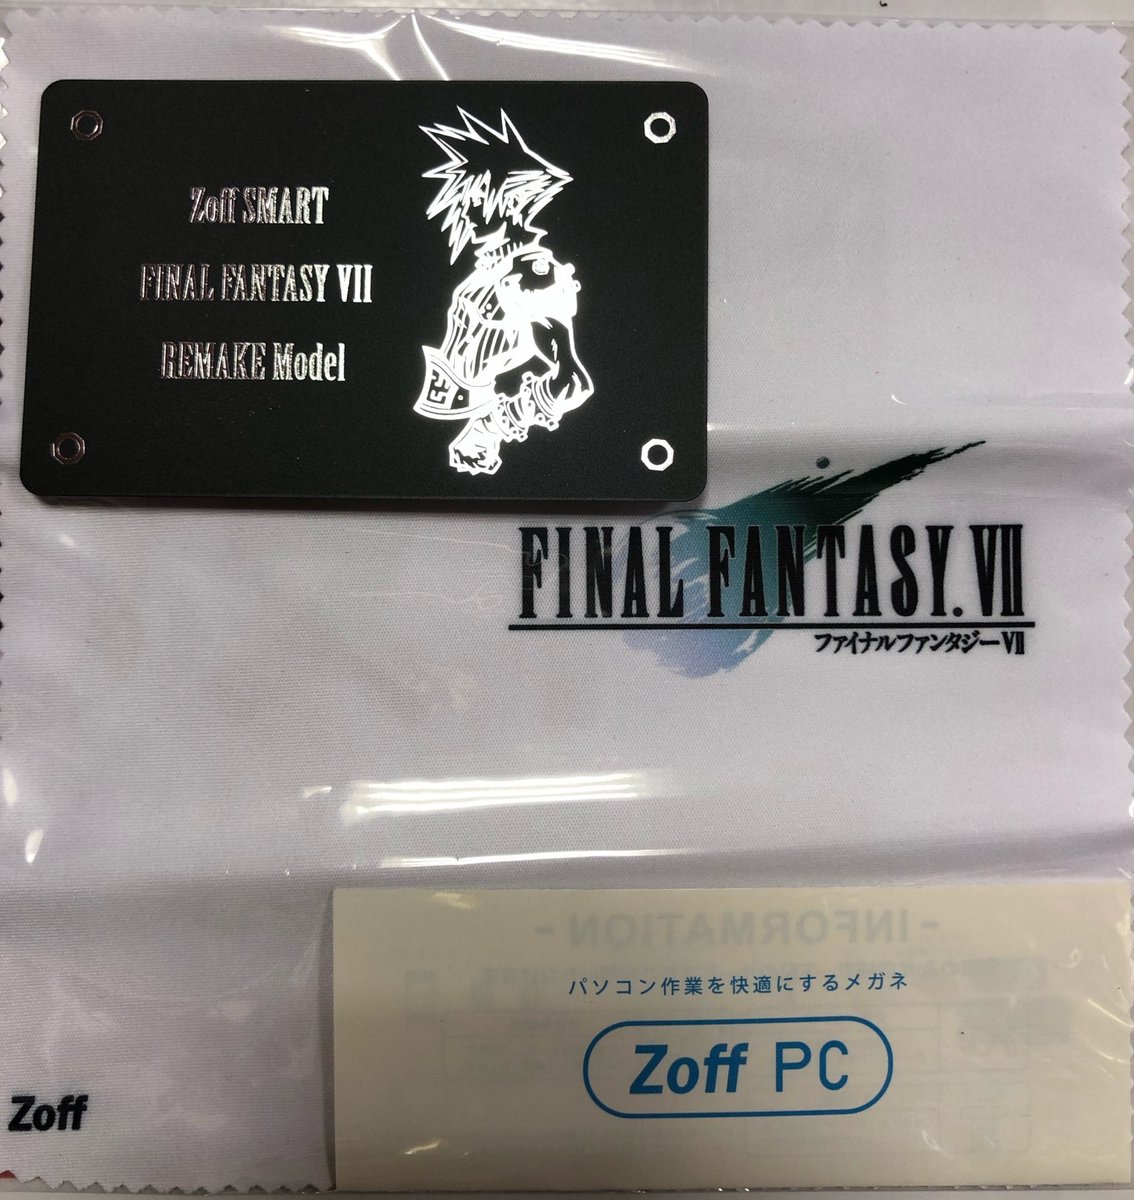 Zoff SMART
FINAL FANTASY VII
REMAKE Model
FINAL FANTASY.VII
ファイナルファンタジーVII
- INFORMATION -
パソコン作業を快適にするメガネ
Zoff PC
Zoff